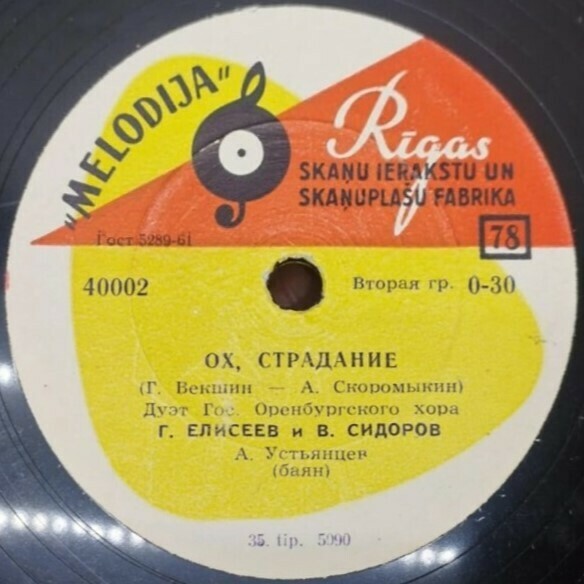 „MELODIJA"
Rīgas
SKAŅU IERAKSTU UN
SKAŅUPLAŠU FABRIKA
Гост 5289-61
78
40002
Вторая гр. 0-30
ОХ, СТРАДАНИЕ
(Г. Векшин — А. Скоромыкин)
Дуэт Гос. Оренбургского хора
Г. ЕЛИСЕЕВ и В. СИДОРОВ
А. Устьянцев
(баян)
35. tip. 5090